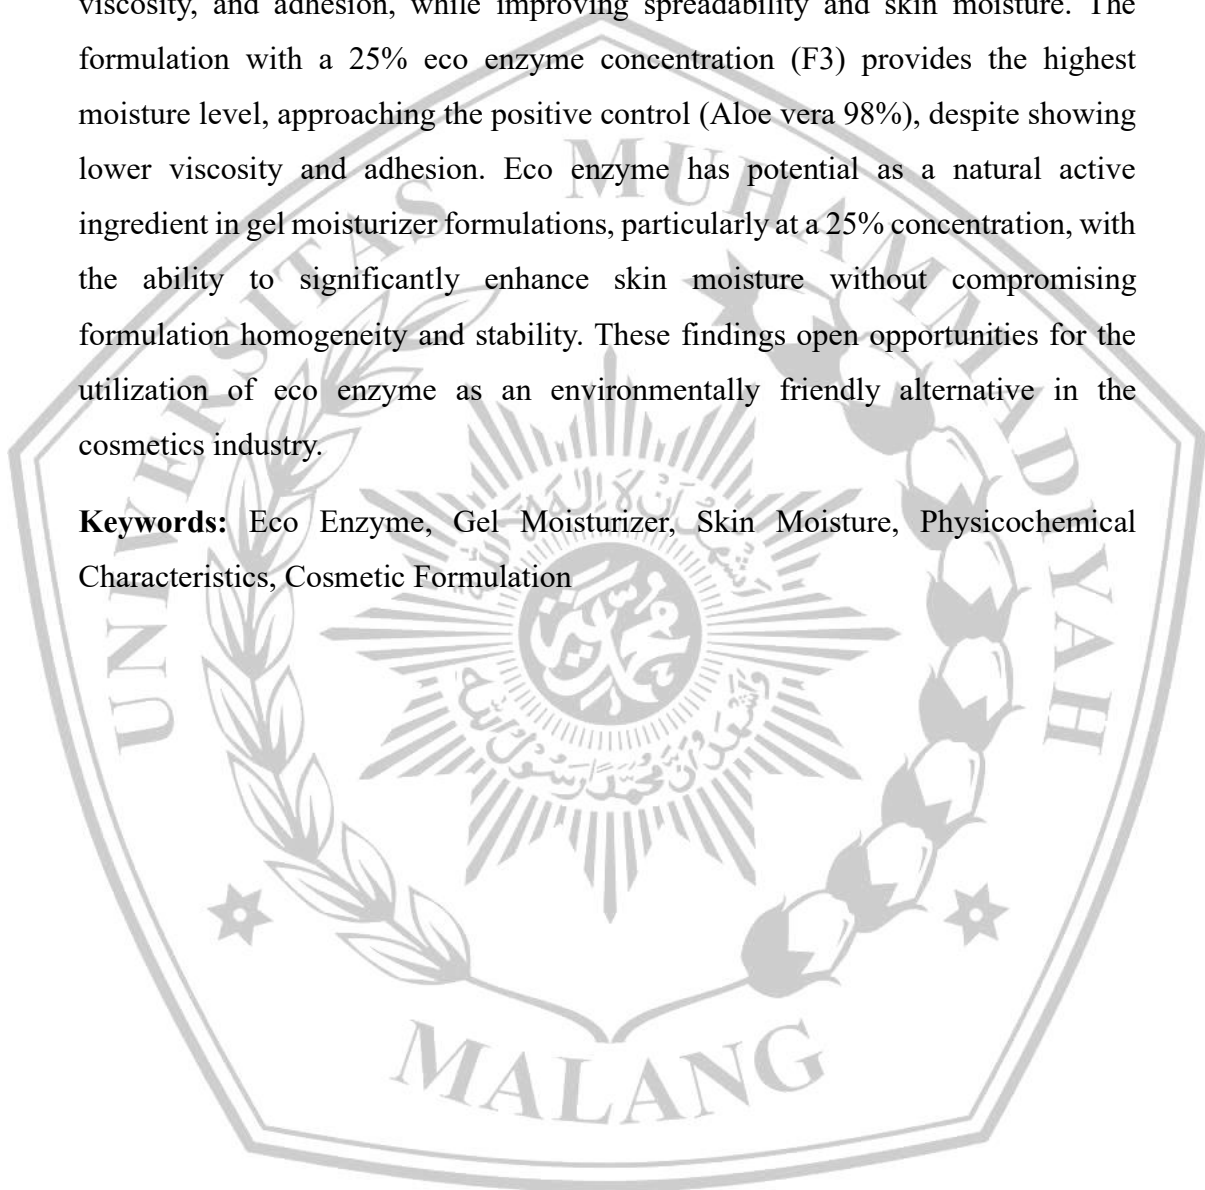 viscosity, and adhesion, while improving spreadability and skin moisture. The
formulation with a 25% eco enzyme concentration (F3) provides the highest
moisture level, approaching the positive control (Aloe vera 98%), despite showing
lower viscosity and adhesion. Eco enzyme has potential as a natural active
ingredient in gel moisturizer formulations, particularly at a 25% concentration, with
the ability to significantly enhance skin moisture without compromising
formulation homogeneity and stability. These findings open opportunities for the
utilization of eco enzyme as an environmentally friendly alternative in the
cosmetics industry.
Keywords: Eco Enzyme, Gel Moisturizer, Skin Moisture, Physicochemical
Characteristics, Cosmetic Formulation
UNIVERSITAS MUHAMMADIYAH
MALANG